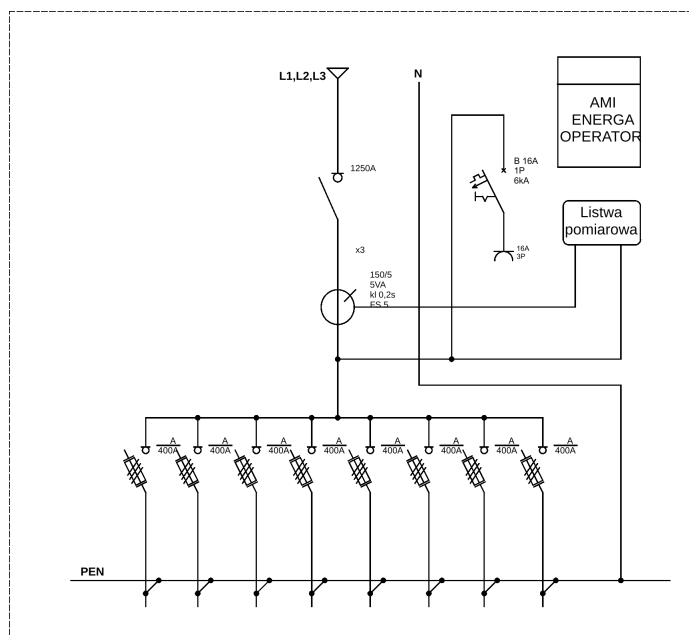 L1,L2,L3
N
1250A
x3
150/5
5VA
kl 0,2s
FS 5
B 16A
1P
6kA
16A
3P
AMI
ENERGA
OPERATOR
Listwa
pomiarowa
A
400A
A
400A
A
400A
A
400A
A
400A
A
400A
A
400A
A
400A
PEN